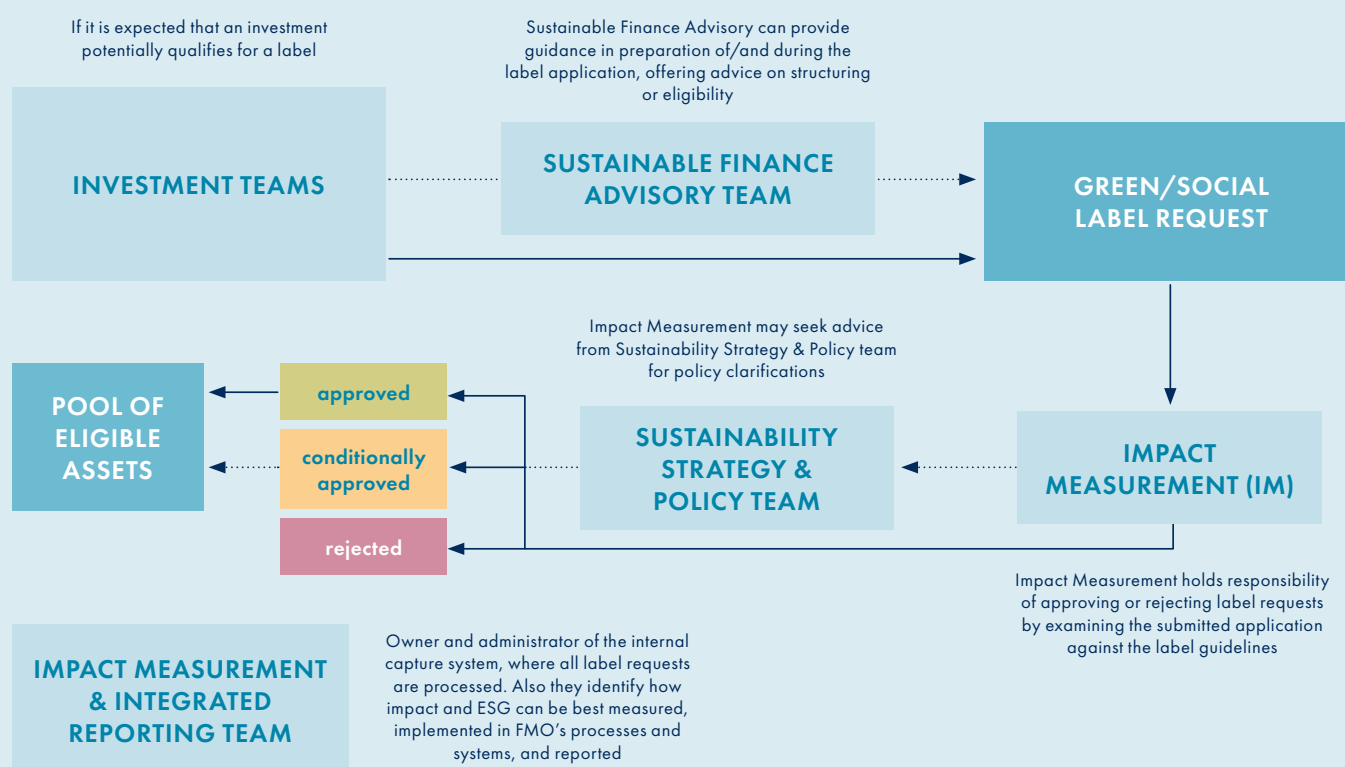 If it is expected that an investment
potentially qualifies for a label
Sustainable Finance Advisory can provide
guidance in preparation of/and during the
label application, offering advice on structuring
or eligibility
INVESTMENT TEAMS
SUSTAINABLE FINANCE
ADVISORY TEAM
GREEN/SOCIAL
LABEL REQUEST
Impact Measurement may seek advice
from Sustainability Strategy & Policy team
for policy clarifications
POOL OF
ELIGIBLE
ASSETS
approved
conditionally
approved
rejected
SUSTAINABILITY
STRATEGY &
POLICY TEAM
IMPACT
MEASUREMENT (IM)
Impact Measurement holds responsibility
of approving or rejecting label requests
by examining the submitted application
against the label guidelines
IMPACT MEASUREMENT
& INTEGRATED
REPORTING TEAM
Owner and administrator of the internal
capture system, where all label requests
are processed. Also they identify how
impact and ESG can be best measured,
implemented in FMO’s processes and
systems, and reported